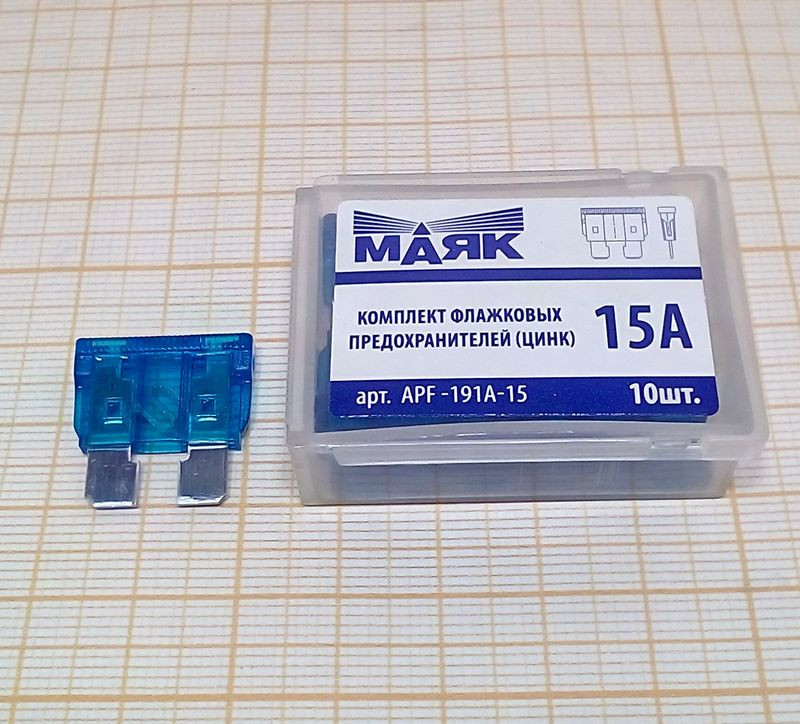 МАЯК
КОМПЛЕКТ ФЛАЖКОВЫХ
ПРЕДОХРАНИТЕЛЕЙ (ЦИНК)
15А
арт. APF -191A-15
10шт.